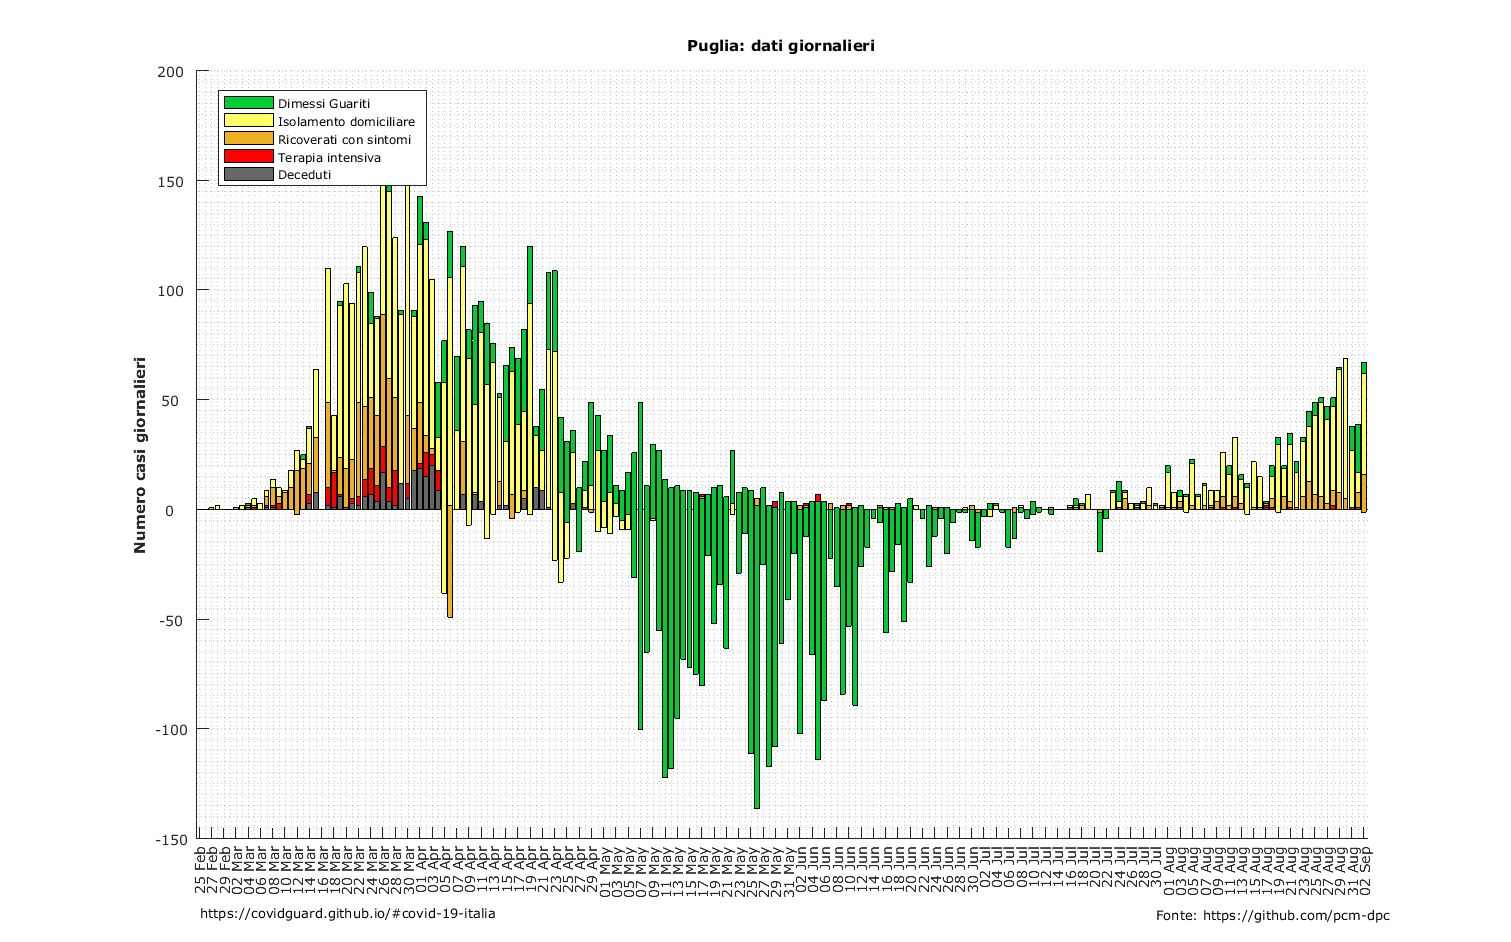 Puglia: dati giornalieri
Numero casi giornalieri
200
150
100
50
0
-50
-100
-150
Dimessi Guariti
Isolamento domiciliare
Ricoverati con sintomi
Terapia intensiva
Deceduti
25 Feb
27 Feb
29 Feb
02 Mar
04 Mar
06 Mar
08 Mar
10 Mar
12 Mar
14 Mar
16 Mar
18 Mar
20 Mar
22 Mar
24 Mar
26 Mar
28 Mar
30 Mar
01 Apr
03 Apr
05 Apr
07 Apr
09 Apr
11 Apr
13 Apr
15 Apr
17 Apr
19 Apr
21 Apr
23 Apr
25 Apr
27 Apr
29 Apr
01 May
03 May
05 May
07 May
09 May
11 May
13 May
15 May
17 May
19 May
21 May
23 May
25 May
27 May
29 May
31 May
02 Jun
04 Jun
06 Jun
08 Jun
10 Jun
12 Jun
14 Jun
16 Jun
18 Jun
20 Jun
22 Jun
24 Jun
26 Jun
28 Jun
30 Jun
02 Jul
04 Jul
06 Jul
08 Jul
10 Jul
12 Jul
14 Jul
16 Jul
18 Jul
20 Jul
22 Jul
24 Jul
26 Jul
28 Jul
30 Jul
01 Aug
03 Aug
05 Aug
07 Aug
09 Aug
11 Aug
13 Aug
15 Aug
17 Aug
19 Aug
21 Aug
23 Aug
25 Aug
27 Aug
29 Aug
31 Aug
02 Sep
https://covidguard.github.io/#covid-19-italia
Fonte: https://github.com/pcm-dpc